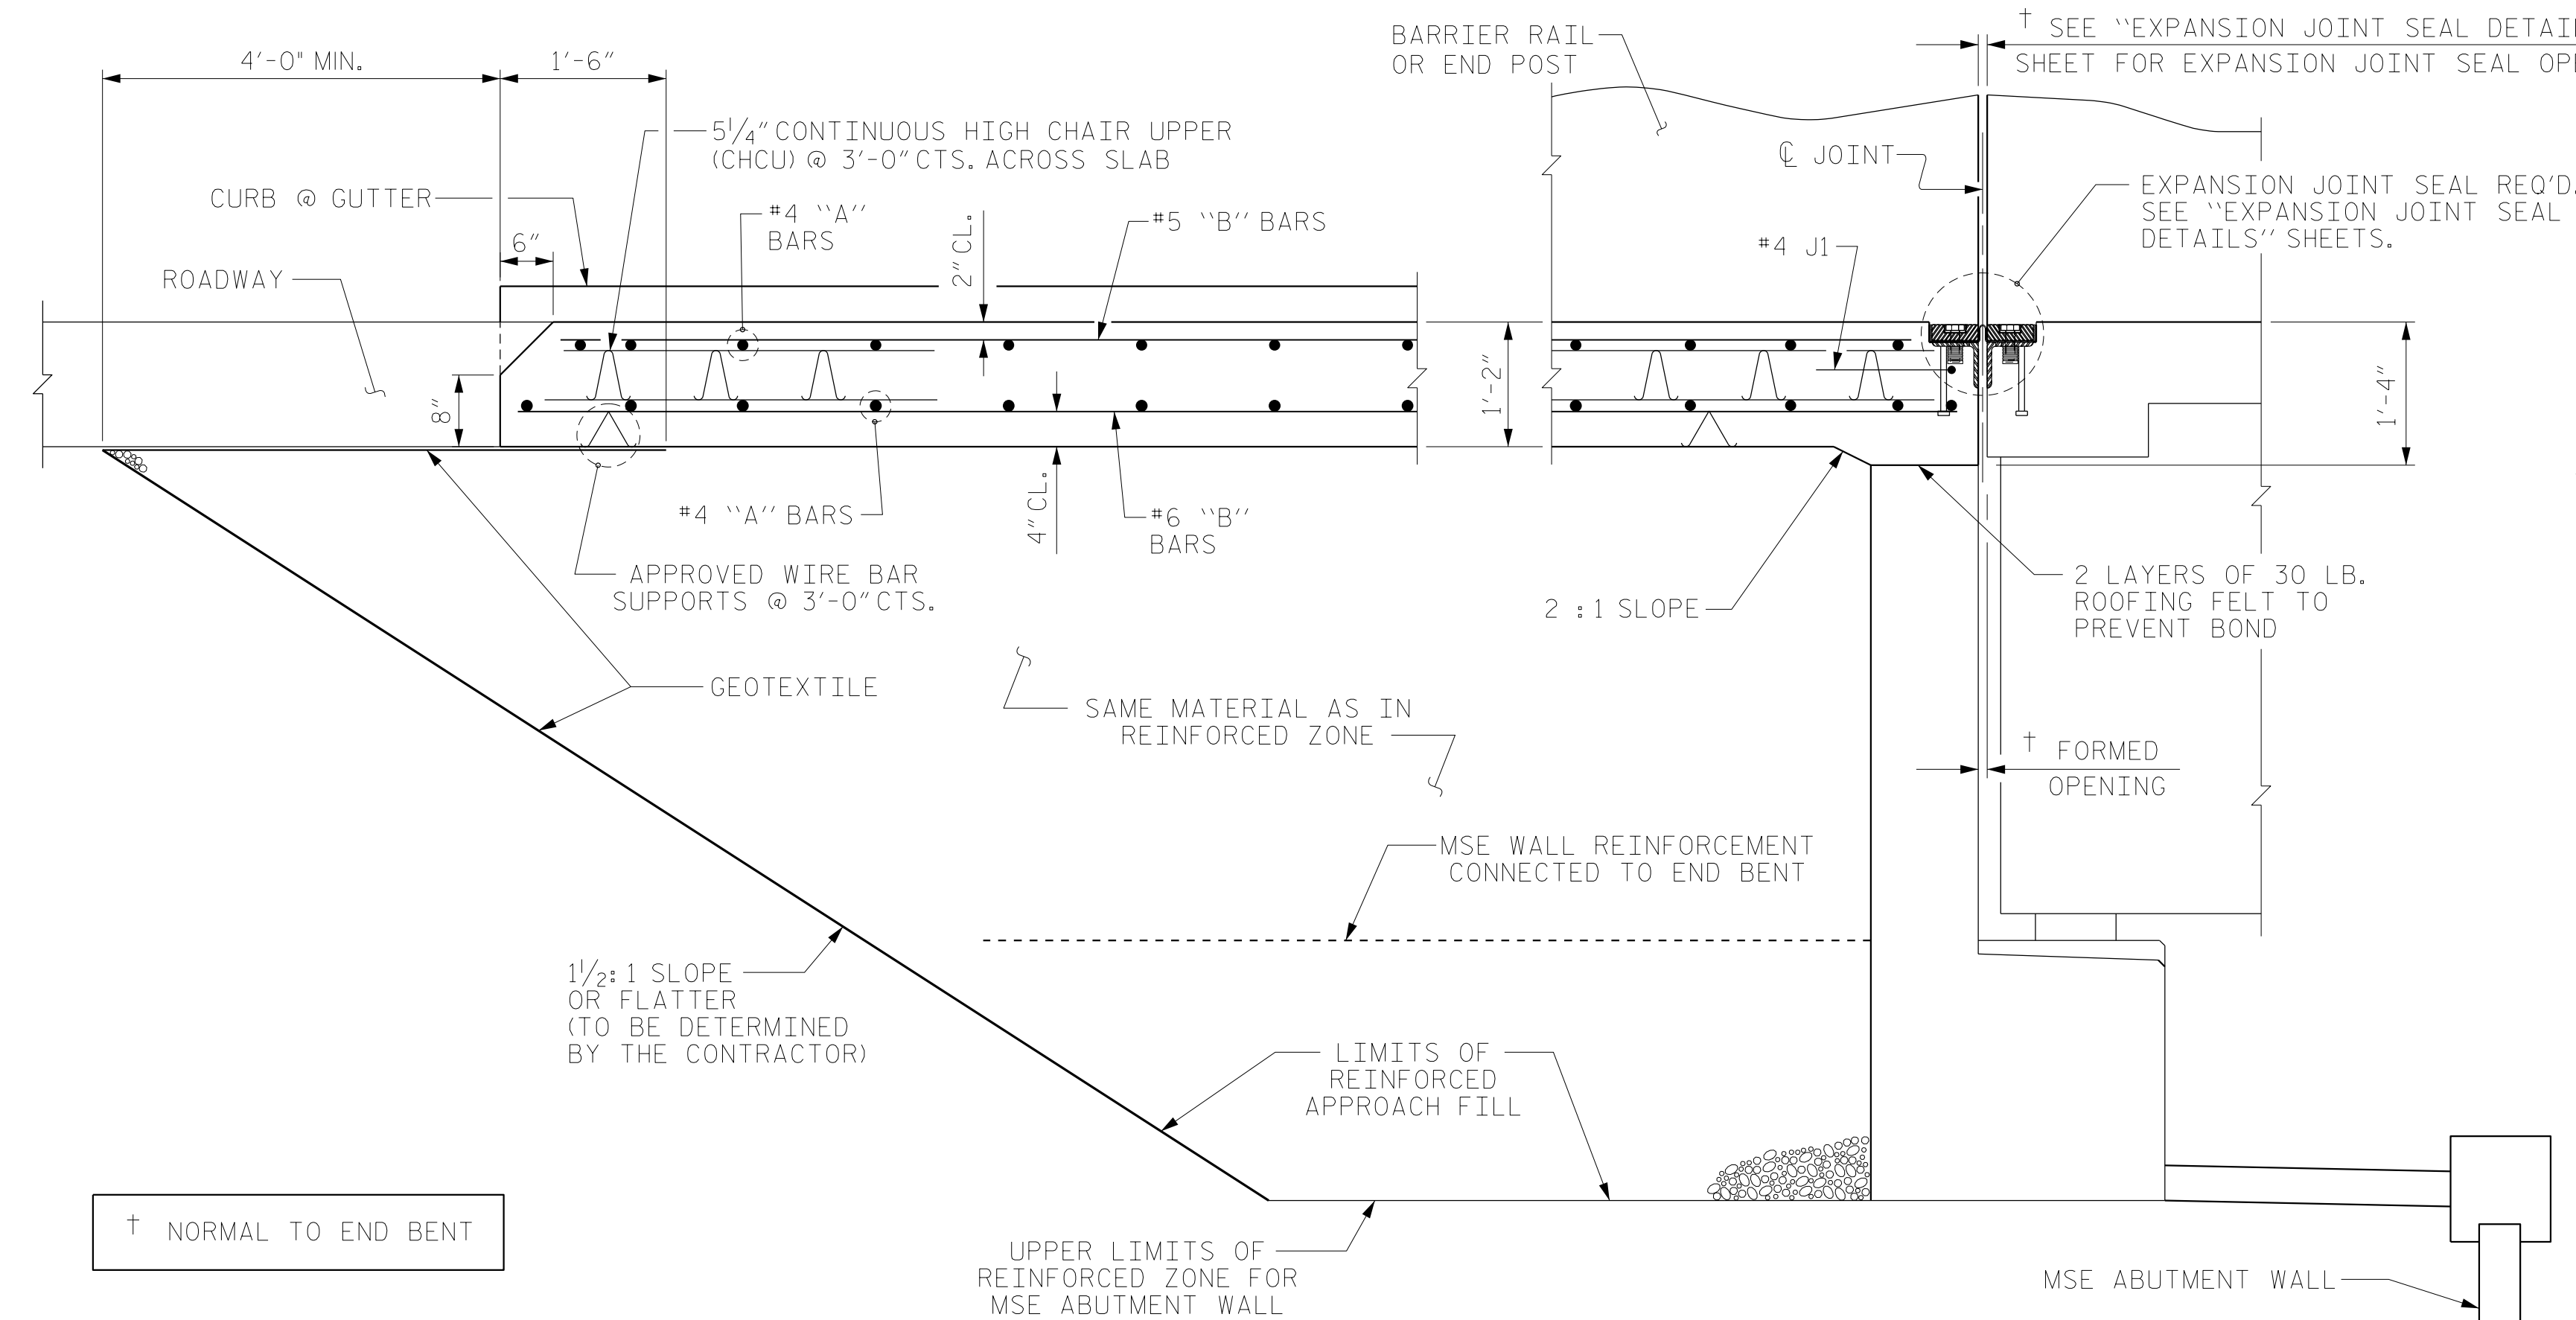 † SEE ‵‵EXPANSION JOINT SEAL
SHEET FOR EXPANSION JOINT SEAL
BARRIER RAIL
OR END POST
4′-0" MIN.
1′-6″
5 1/4″ CONTINUOUS HIGH CHAIR UPPER
(CHCU) @ 3′-0″ CTS. ACROSS SLAB
℄ JOINT
CURB @ GUTTER
#4 ‵‵A′′
BARS
2″ CL.
#5 ‵‵B′′ BARS
EXPANSION JOINT SEAL REQ′D.
SEE ‵‵EXPANSION JOINT SEAL
DETAILS′′ SHEETS.
6″
#4 J1
ROADWAY
8″
1′-2″
1′-4″
#4 ‵‵A′′ BARS
4″ CL.
#6 ‵‵B′′
BARS
APPROVED WIRE BAR
SUPPORTS @ 3′-0″ CTS.
2 : 1 SLOPE
2 LAYERS OF 30 LB.
ROOFING FELT TO
PREVENT BOND
GEOTEXTILE
SAME MATERIAL AS IN
REINFORCED ZONE
† FORMED
OPENING
MSE WALL REINFORCEMENT
CONNECTED TO END BENT
1 1/2 : 1 SLOPE
OR FLATTER
(TO BE DETERMINED
BY THE CONTRACTOR)
LIMITS OF
REINFORCED
APPROACH FILL
† NORMAL TO END BENT
UPPER LIMITS OF
REINFORCED ZONE FOR
MSE ABUTMENT WALL
MSE ABUTMENT WALL